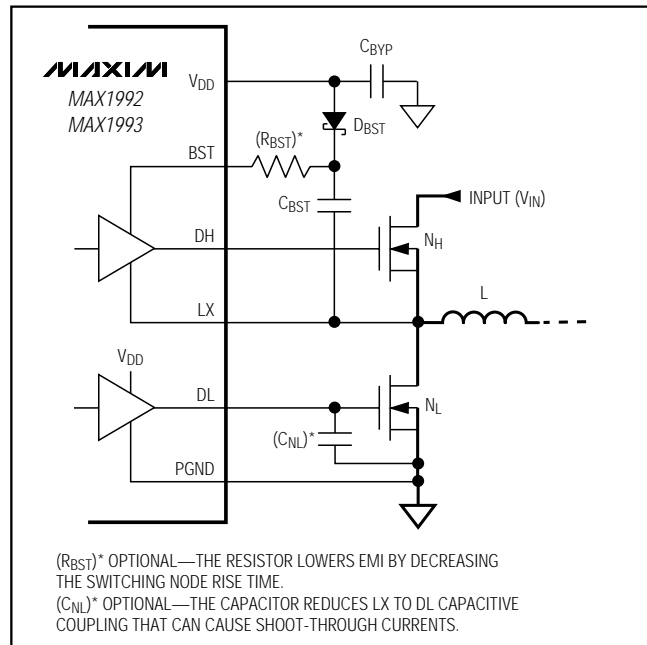 MAXIM
MAX1992
MAX1993
VDD
CBYP
DBST
(RBST)*
BST
CBST
INPUT (VIN)
DH
NH
L
LX
VDD
DL
NL
(CNL)*
PGND
(RBST)* OPTIONAL—THE RESISTOR LOWERS EMI BY DECREASING
THE SWITCHING NODE RISE TIME.
(CNL)* OPTIONAL—THE CAPACITOR REDUCES LX TO DL CAPACITIVE
COUPLING THAT CAN CAUSE SHOOT-THROUGH CURRENTS.